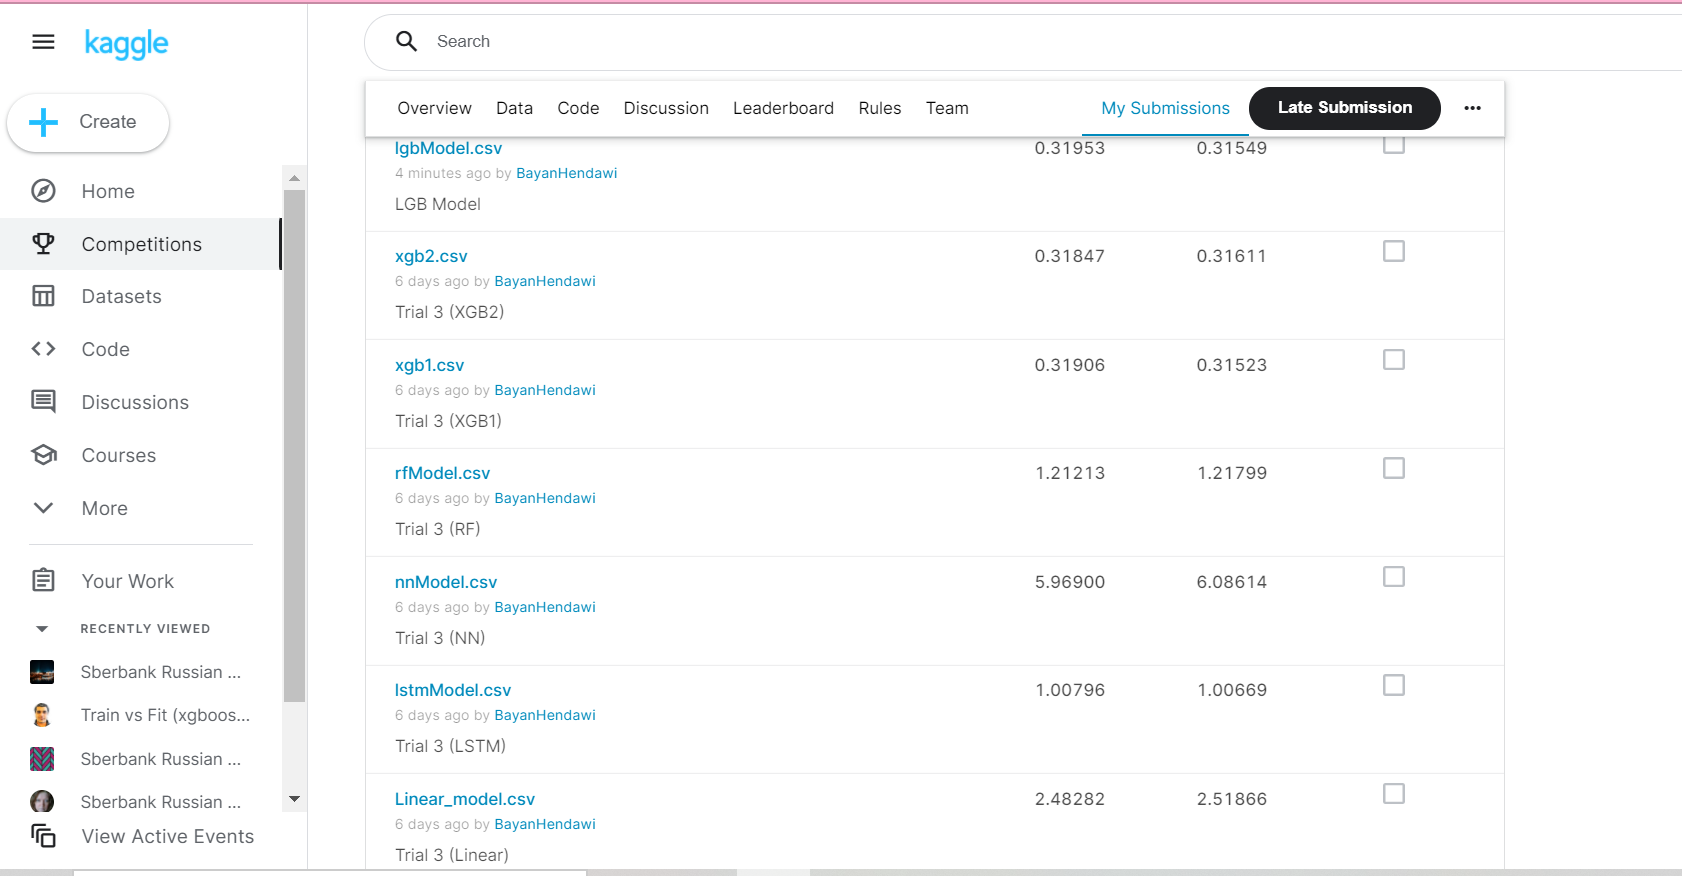 kaggle
Search
Create
Overview Data Code Discussion Leaderboard Rules Team My Submissions Late Submission
Home
Competitions
Datasets
Code
Discussions
Courses
More
Your Work
RECENTLY VIEWED
Sberbank Russian ...
Train vs Fit (xgboos...
Sberbank Russian ...
Sberbank Russian ...
View Active Events
lgbModel.csv 0.31953 0.31549
4 minutes ago by BayanHendawi
LGB Model
xgb2.csv 0.31847 0.31611
6 days ago by BayanHendawi
Trial 3 (XGB2)
xgb1.csv 0.31906 0.31523
6 days ago by BayanHendawi
Trial 3 (XGB1)
rfModel.csv 1.21213 1.21799
6 days ago by BayanHendawi
Trial 3 (RF)
nnModel.csv 5.96900 6.08614
6 days ago by BayanHendawi
Trial 3 (NN)
lstmModel.csv 1.00796 1.00669
6 days ago by BayanHendawi
Trial 3 (LSTM)
Linear_model.csv 2.48282 2.51866
6 days ago by BayanHendawi
Trial 3 (Linear)